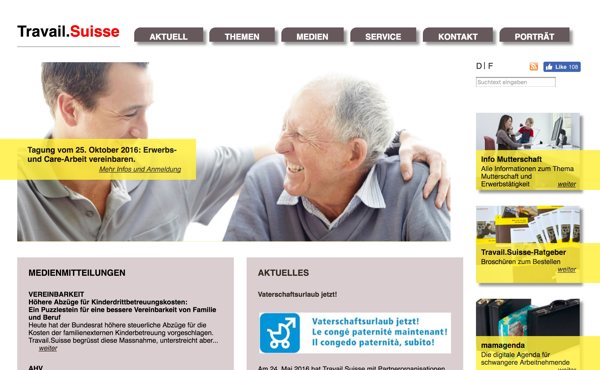 Travail.Suisse
AKTUELL
THEMEN
MEDIEN
SERVICE
KONTAKT
PORTRÄT
D | F
Like 108
Suchtext eingeben
Tagung vom 25. Oktober 2016: Erwerbs-
und Care-Arbeit vereinbaren.
Mehr Infos und Anmeldung
Info Mutterschaft
Alle Informationen zum Thema
Mutterschaft und
Erwerbstätigkeit
weiter
Travail.Suisse-Ratgeber
Broschüren zum Bestellen
weiter
mamagenda
Die digitale Agenda für
schwangere Arbeitnehmende
weiter
MEDIENMITTEILUNGEN
VEREINBARKEIT
Höhere Abzüge für Kinderdrittbetreuungskosten:
Ein Puzzlestein für eine bessere Vereinbarkeit von Familie
und Beruf
Heute hat der Bundesrat höhere steuerliche Abzüge für die
Kosten der familienexternen Kinderbetreuung vorgeschlagen.
Travail.Suisse begrüsst diese Massnahme, unterstreicht aber...
weiter
AHV
AKTUELLES
Vaterschaftsurlaub jetzt!
Vaterschaftsurlaub jetzt!
Le congé paternité maintenant!
Il congedo paternità, subito!
Am 24. Mai 2016 hat Travail.Suisse mit Partnerorganisationen